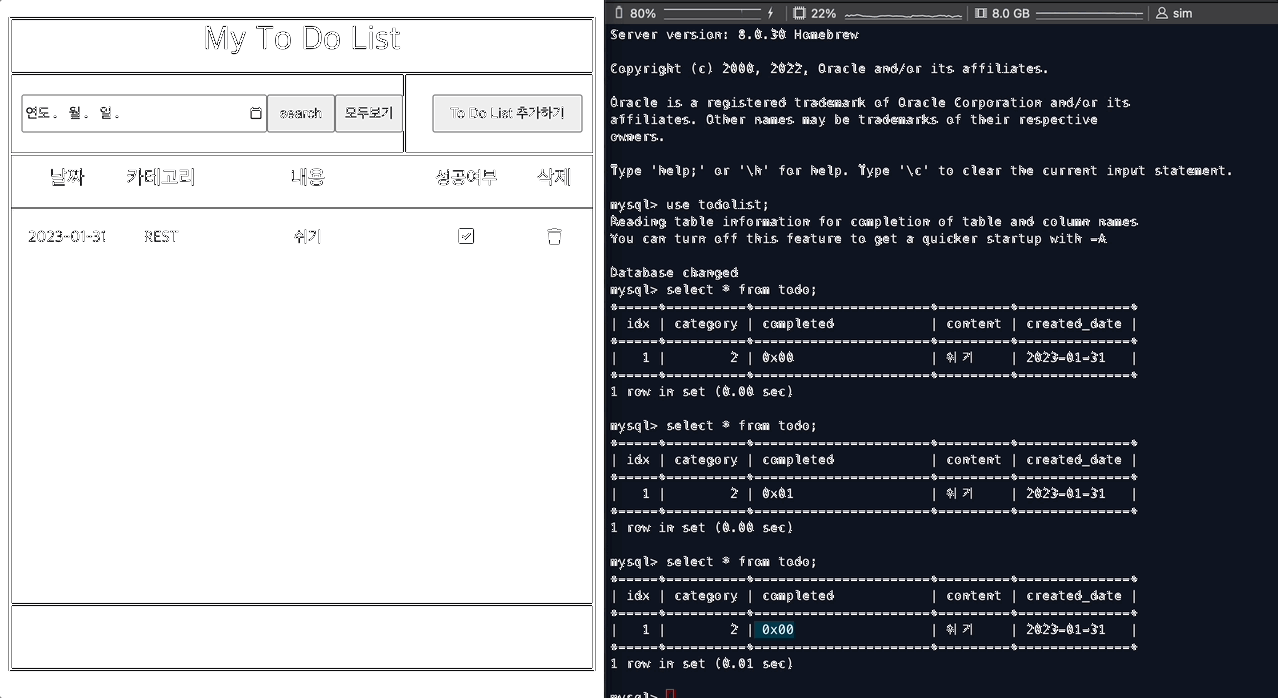 My To Do List
연도. 월. 일.
search
모두보기
To Do List 추가하기
날짜 카테고리 내용 성공여부 삭제
2023-01-31 REST 쉬기
80% 22% 8.0 GB sim
Server version: 8.0.30 Homebrew
Copyright (c) 2000, 2022, Oracle and/or its affiliates.
Oracle is a registered trademark of Oracle Corporation and/or its
affiliates. Other names may be trademarks of their respective
owners.
Type 'help;' or '\h' for help. Type '\c' to clear the current input statement.
mysql> use todolist;
Reading table information for completion of table and column names
You can turn off this feature to get a quicker startup with -A
Database changed
mysql> select * from todo;
+-----+----------+--------------------+---------+--------------+
| idx | category | completed | content | created_date |
+-----+----------+--------------------+---------+--------------+
| 1 | 2 | 0x00 | 쉬기 | 2023-01-31 |
+-----+----------+--------------------+---------+--------------+
1 row in set (0.00 sec)
mysql> select * from todo;
+-----+----------+--------------------+---------+--------------+
| idx | category | completed | content | created_date |
+-----+----------+--------------------+---------+--------------+
| 1 | 2 | 0x01 | 쉬기 | 2023-01-31 |
+-----+----------+--------------------+---------+--------------+
1 row in set (0.00 sec)
mysql> select * from todo;
+-----+----------+--------------------+---------+--------------+
| idx | category | completed | content | created_date |
+-----+----------+--------------------+---------+--------------+
| 1 | 2 | 0x00 | 쉬기 | 2023-01-31 |
+-----+----------+--------------------+---------+--------------+
1 row in set (0.01 sec)
mysql>